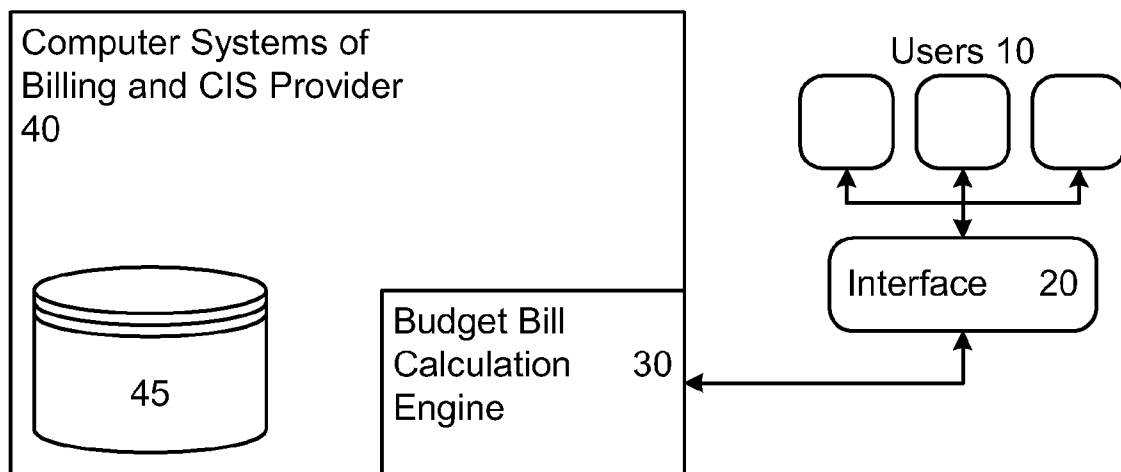 Computer Systems of
Billing and CIS Provider
40
Users 10
Interface 20
Budget Bill
Calculation 30
Engine
45